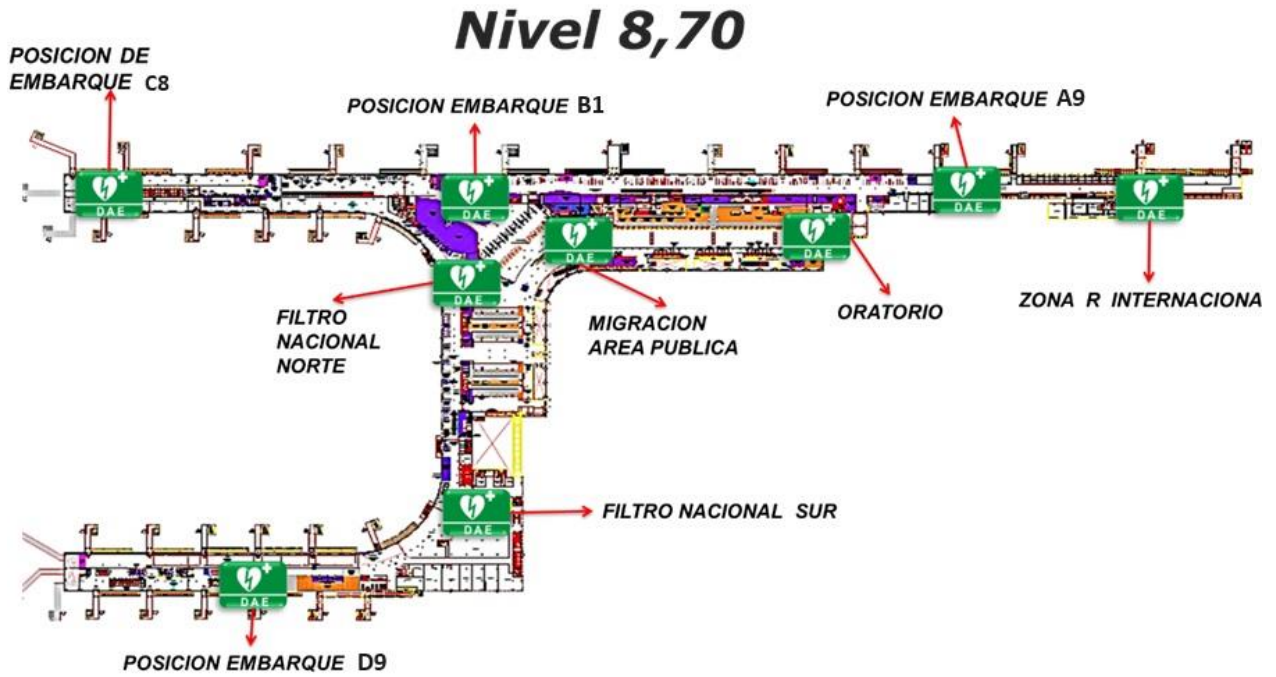 Nivel 8,70
POSICION DE
EMBARQUE C8
POSICION EMBARQUE B1
POSICION EMBARQUE A9
DAE
DAE
DAE
DAE
DAE
DAE
DAE
FILTRO
NACIONAL
NORTE
MIGRACION
AREA PUBLICA
ORATORIO
ZONA R INTERNACIONA
DAE
FILTRO NACIONAL SUR
DAE
POSICION EMBARQUE D9